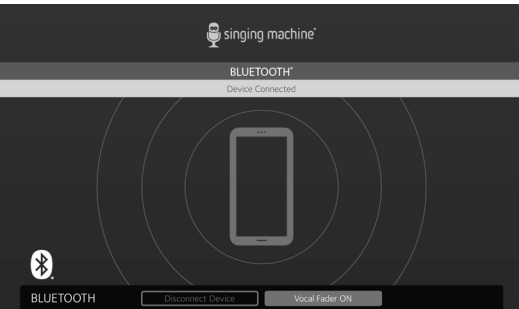 singing machine®
BLUETOOTH®
Device Connected
BLUETOOTH
Disconnect Device
Vocal Fader ON